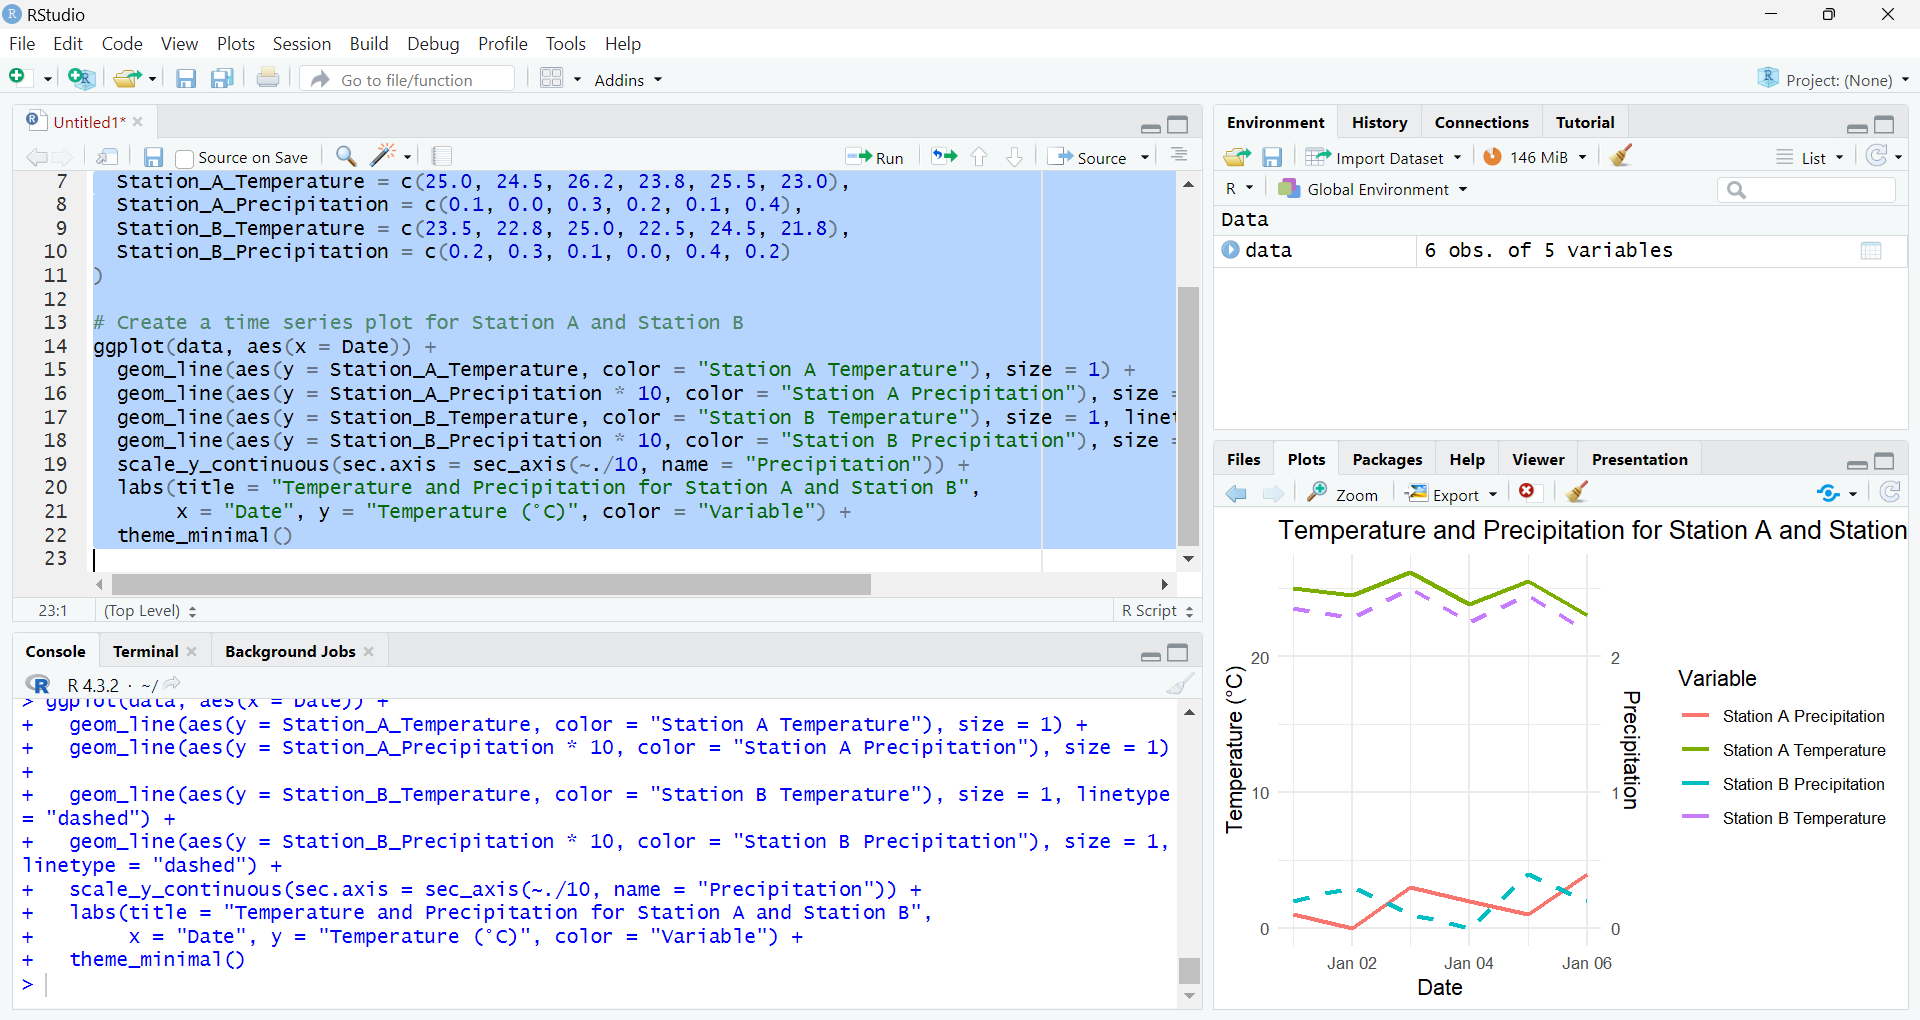 RStudio
File Edit Code View Plots Session Build Debug Profile Tools Help
Go to file/function Addins Project: (None)
Untitled1*
Source on Save Run Source
7 Station_A_Temperature = c(25.0, 24.5, 26.2, 23.8, 25.5, 23.0),
8 Station_A_Precipitation = c(0.1, 0.0, 0.3, 0.2, 0.1, 0.4),
9 Station_B_Temperature = c(23.5, 22.8, 25.0, 22.5, 24.5, 21.8),
10 Station_B_Precipitation = c(0.2, 0.3, 0.1, 0.0, 0.4, 0.2)
11 )
12
13 # Create a time series plot for Station A and Station B
14 ggplot(data, aes(x = Date)) +
15 geom_line(aes(y = Station_A_Temperature, color = "Station A Temperature"), size = 1) +
16 geom_line(aes(y = Station_A_Precipitation * 10, color = "Station A Precipitation"), size =
17 geom_line(aes(y = Station_B_Temperature, color = "Station B Temperature"), size = 1, linet
18 geom_line(aes(y = Station_B_Precipitation * 10, color = "Station B Precipitation"), size =
19 scale_y_continuous(sec.axis = sec_axis(~./10, name = "Precipitation")) +
20 labs(title = "Temperature and Precipitation for Station A and Station B",
21 x = "Date", y = "Temperature (°C)", color = "Variable") +
22 theme_minimal()
23
23:1 (Top Level) R Script
Console Terminal Background Jobs
R 4.3.2 · ~/
> ggplot(data, aes(x = Date)) +
+ geom_line(aes(y = Station_A_Temperature, color = "Station A Temperature"), size = 1) +
+ geom_line(aes(y = Station_A_Precipitation * 10, color = "Station A Precipitation"), size = 1)
+
+ geom_line(aes(y = Station_B_Temperature, color = "Station B Temperature"), size = 1, linetype
= "dashed") +
+ geom_line(aes(y = Station_B_Precipitation * 10, color = "Station B Precipitation"), size = 1,
linetype = "dashed") +
+ scale_y_continuous(sec.axis = sec_axis(~./10, name = "Precipitation")) +
+ labs(title = "Temperature and Precipitation for Station A and Station B",
+ x = "Date", y = "Temperature (°C)", color = "Variable") +
+ theme_minimal()
>
Environment History Connections Tutorial
Import Dataset 146 MiB List
R Global Environment
Data
data 6 obs. of 5 variables
Files Plots Packages Help Viewer Presentation
Zoom Export
Temperature and Precipitation for Station A and Station
Temperature (°C)
20
10
0
2
1
0
Precipitation
Jan 02 Jan 04 Jan 06
Date
Variable
Station A Precipitation
Station A Temperature
Station B Precipitation
Station B Temperature